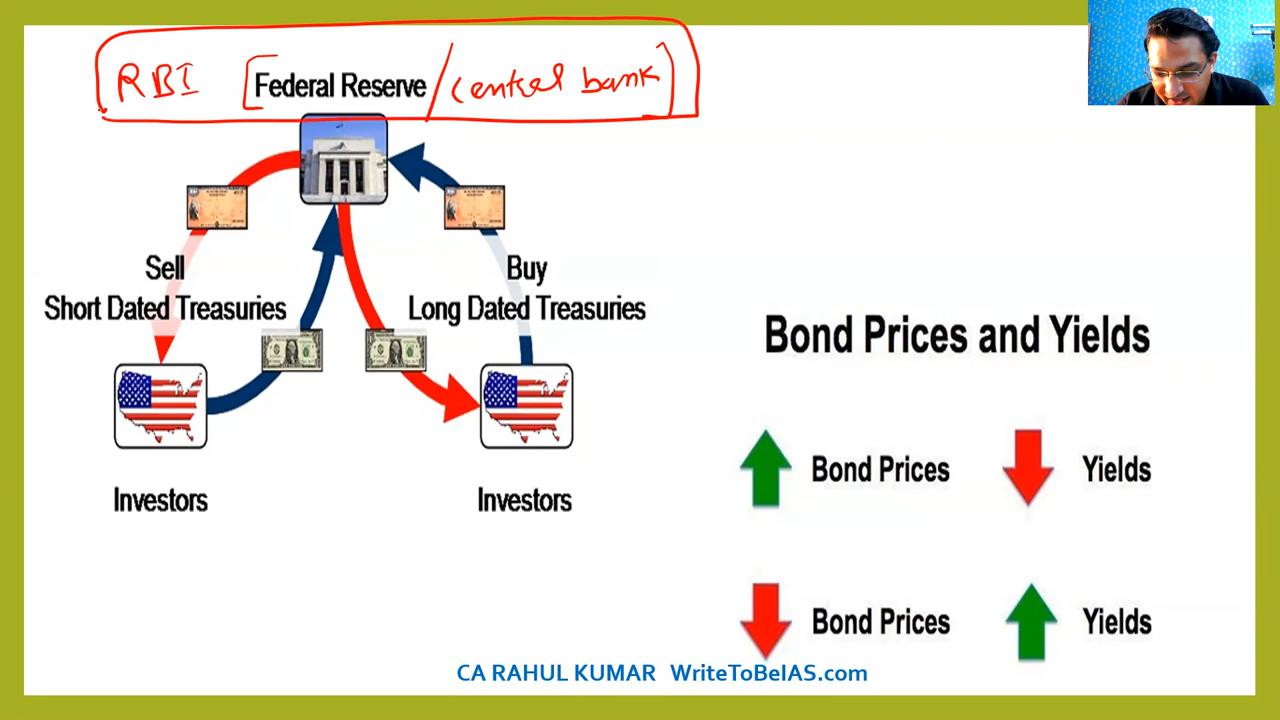 RBI [Federal Reserve/central bank]
Sell
Short Dated Treasuries
Buy
Long Dated Treasuries
Investors
Investors
Bond Prices and Yields
Bond Prices Yields
Bond Prices Yields
CA RAHUL KUMAR WriteToBeIAS.com